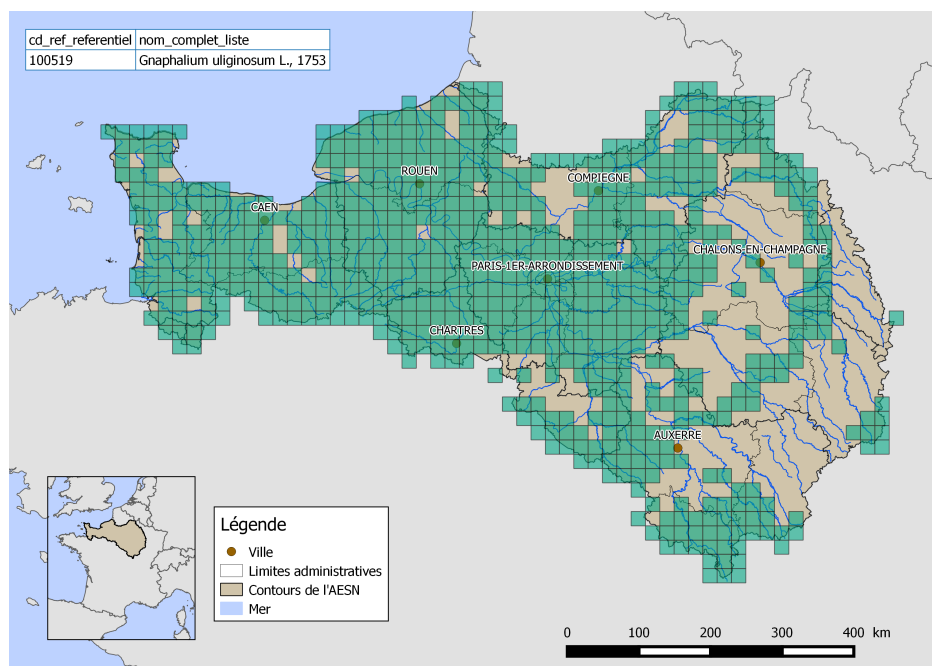 cd_ref_referentiel nom_complet_liste
100519 Gnaphalium uliginosum L., 1753
ROUEN
COMPIEGNE
CAEN
CHALONS-EN-CHAMPAGNE
PARIS-1ER-ARRONDISSEMENT
CHARTRES
AUXERRE
Légende
Ville
Limites administratives
Contours de l'AESN
Mer
0 100 200 300 400 km